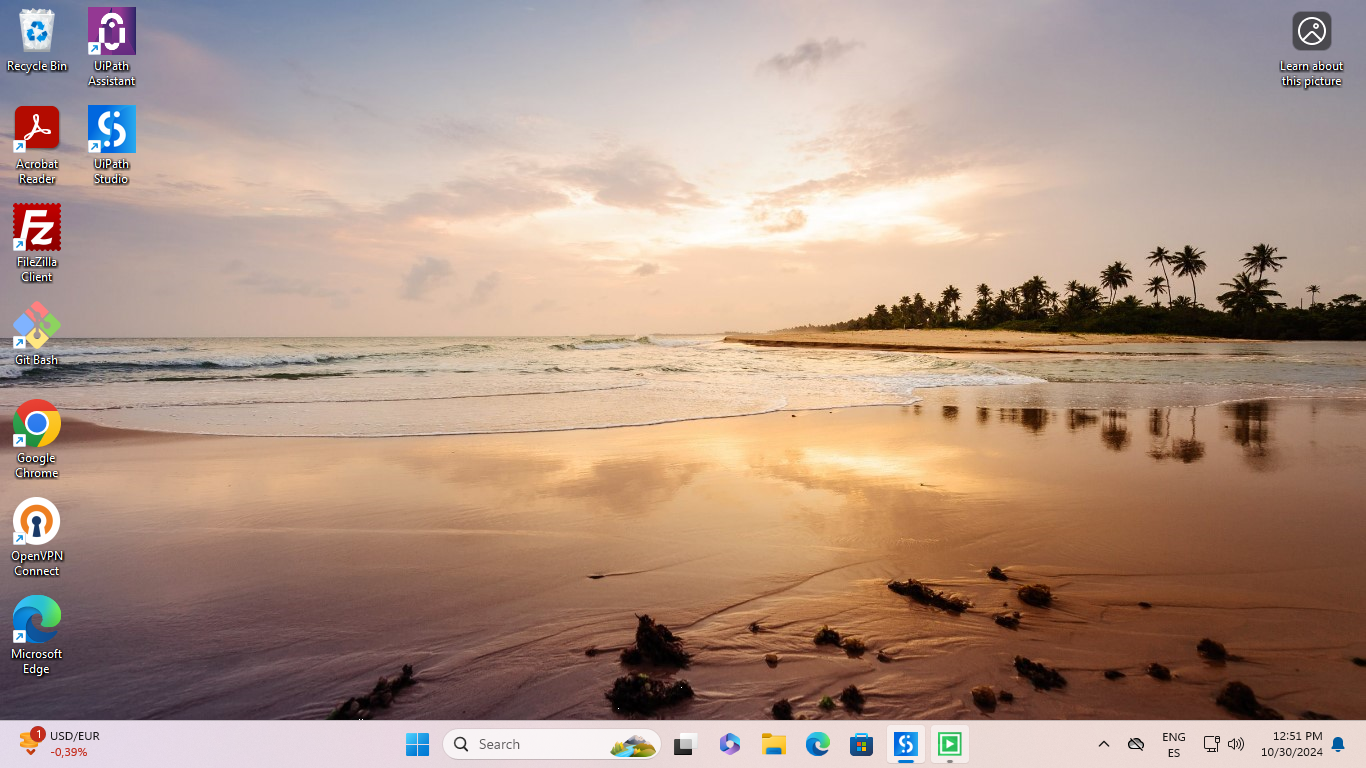 Recycle Bin
UiPath
Assistant
Learn about
this picture
Acrobat
Reader
UiPath
Studio
FileZilla
Client
Git Bash
Google
Chrome
OpenVPN
Connect
Microsoft
Edge
1
USD/EUR
-0,39%
Search
ENG
ES
12:51 PM
10/30/2024